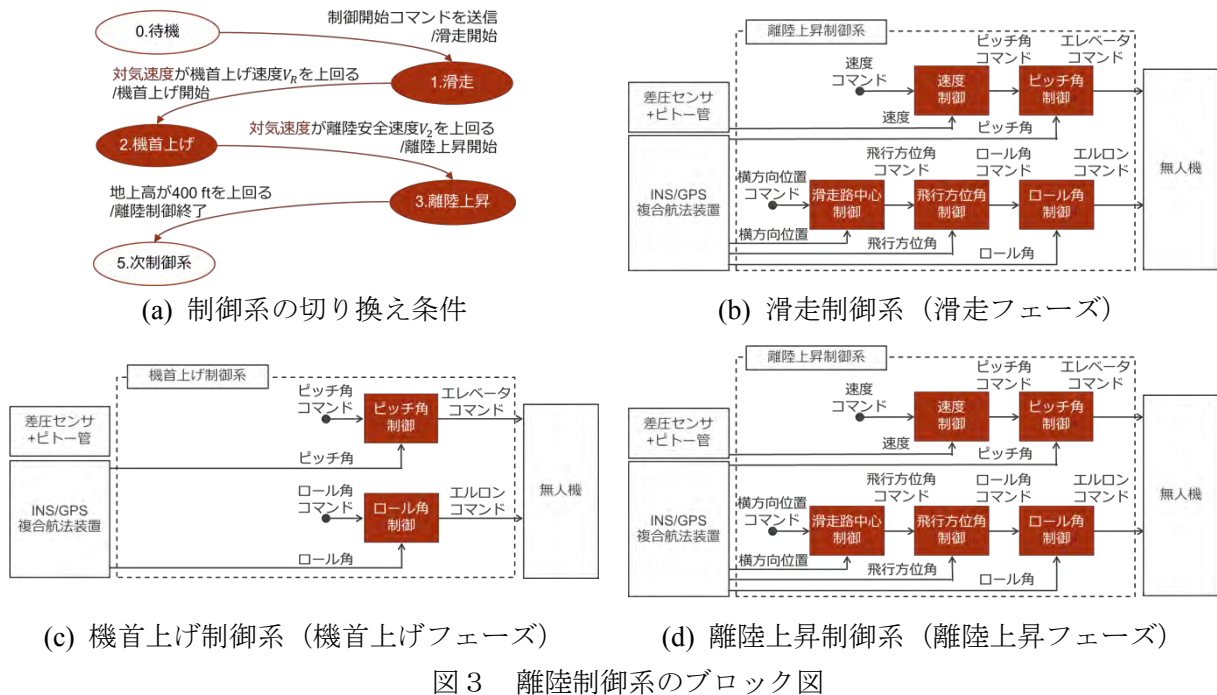 0.待機
制御開始コマンドを送信
/滑走開始
対気速度が機首上げ速度V_Rを上回る
/機首上げ開始
1.滑走
対気速度が離陸安全速度V_2を上回る
/離陸上昇開始
2.機首上げ
地上高が400 ftを上回る
/離陸制御終了
3.離陸上昇
5.次制御系
(a) 制御系の切り換え条件
離陸上昇制御系
速度
コマンド
ピッチ角
コマンド
エレベータ
コマンド
速度
制御
ピッチ角
制御
差圧センサ
+ピトー管
速度
ピッチ角
無人機
INS/GPS
複合航法装置
横方向位置
コマンド
飛行方位角
コマンド
ロール角
コマンド
エルロン
コマンド
滑走路中心
制御
飛行方位角
制御
ロール角
制御
横方向位置
飛行方位角
ロール角
(b) 滑走制御系（滑走フェーズ）
機首上げ制御系
ピッチ角
コマンド
エレベータ
コマンド
ピッチ角
制御
差圧センサ
+ピトー管
ピッチ角
無人機
INS/GPS
複合航法装置
ロール角
コマンド
エルロン
コマンド
ロール角
制御
ロール角
(c) 機首上げ制御系（機首上げフェーズ）
離陸上昇制御系
速度
コマンド
ピッチ角
コマンド
エレベータ
コマンド
速度
制御
ピッチ角
制御
差圧センサ
+ピトー管
速度
ピッチ角
無人機
INS/GPS
複合航法装置
横方向位置
コマンド
飛行方位角
コマンド
ロール角
コマンド
エルロン
コマンド
滑走路中心
制御
飛行方位角
制御
ロール角
制御
横方向位置
飛行方位角
ロール角
(d) 離陸上昇制御系（離陸上昇フェーズ）
図３　離陸制御系のブロック図